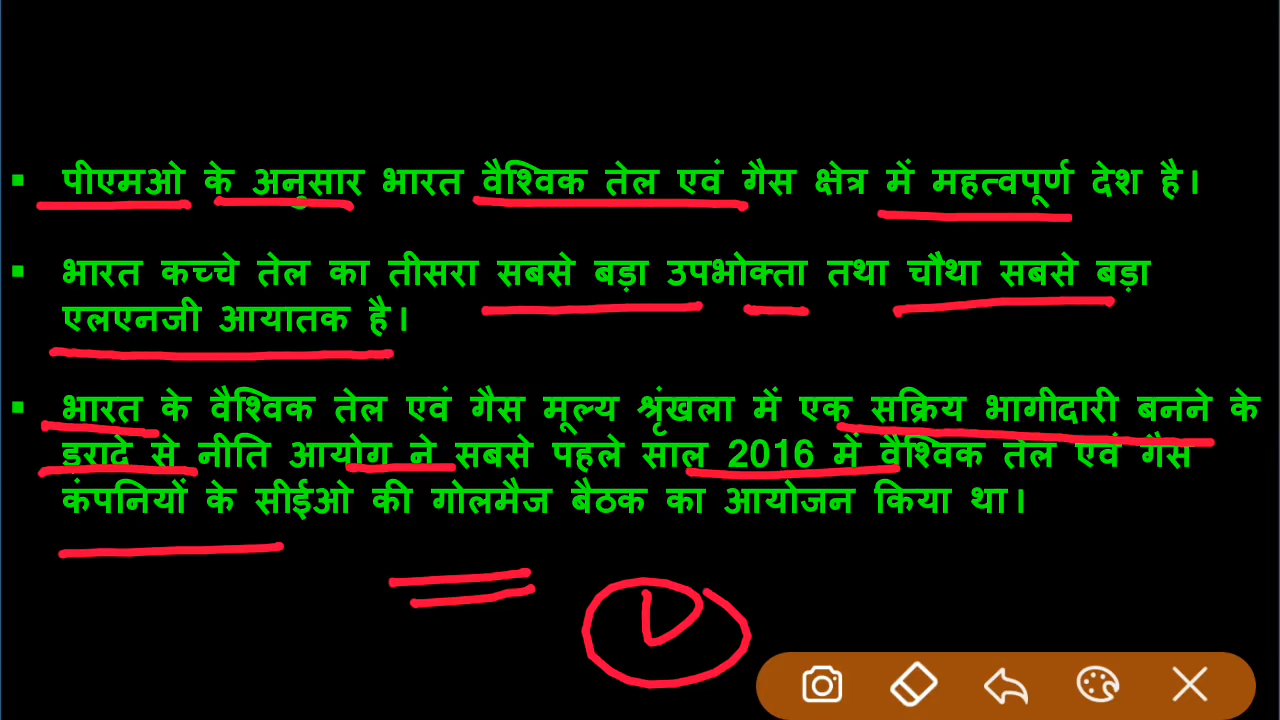 ▪ पीएमओ के अनुसार भारत वैश्विक तेल एवं गैस क्षेत्र में महत्वपूर्ण देश है।
▪ भारत कच्चे तेल का तीसरा सबसे बड़ा उपभोक्ता तथा चौथा सबसे बड़ा
एलएनजी आयातक है।
▪ भारत के वैश्विक तेल एवं गैस मूल्य श्रृंखला में एक सक्रिय भागीदारी बनने के
इरादे से नीति आयोग ने सबसे पहले साल 2016 में वैश्विक तेल एवं गैस
कंपनियों के सीईओ की गोलमैज बैठक का आयोजन किया था।